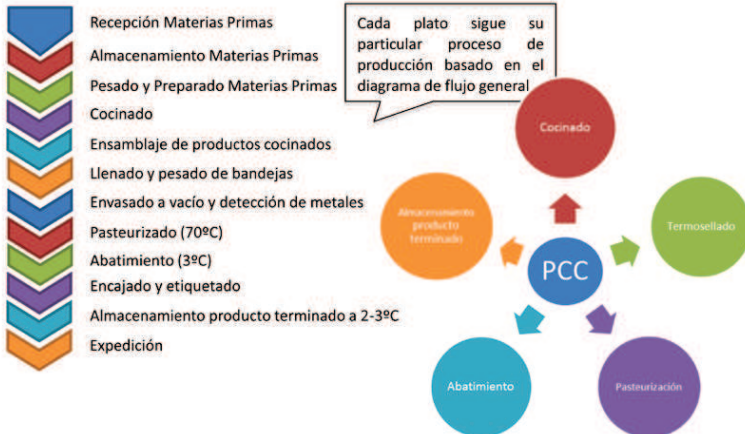 Recepción Materias Primas
Almacenamiento Materias Primas
Pesado y Preparado Materias Primas
Cocinado
Ensamblaje de productos cocinados
Llenado y pesado de bandejas
Envasado a vacío y detección de metales
Pasteurizado (70ºC)
Abatimiento (3ºC)
Encajado y etiquetado
Almacenamiento producto terminado a 2-3ºC
Expedición
Cada plato sigue su
particular proceso de
producción basado en el
diagrama de flujo general
Cocinado
Termosellado
Pasteurización
Abatimiento
Almacenamiento
producto
terminado
PCC